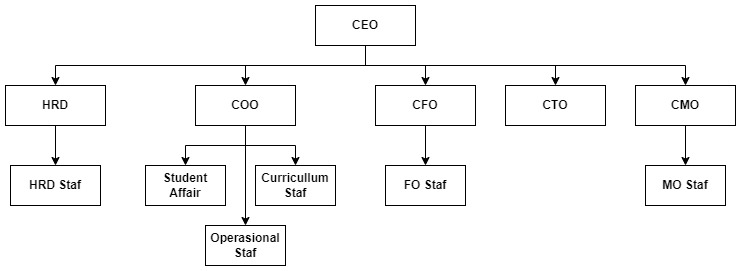 CEO
HRD
COO
CFO
CTO
CMO
HRD Staf
Student
Affair
Curricullum
Staf
FO Staf
MO Staf
Operasional
Staf